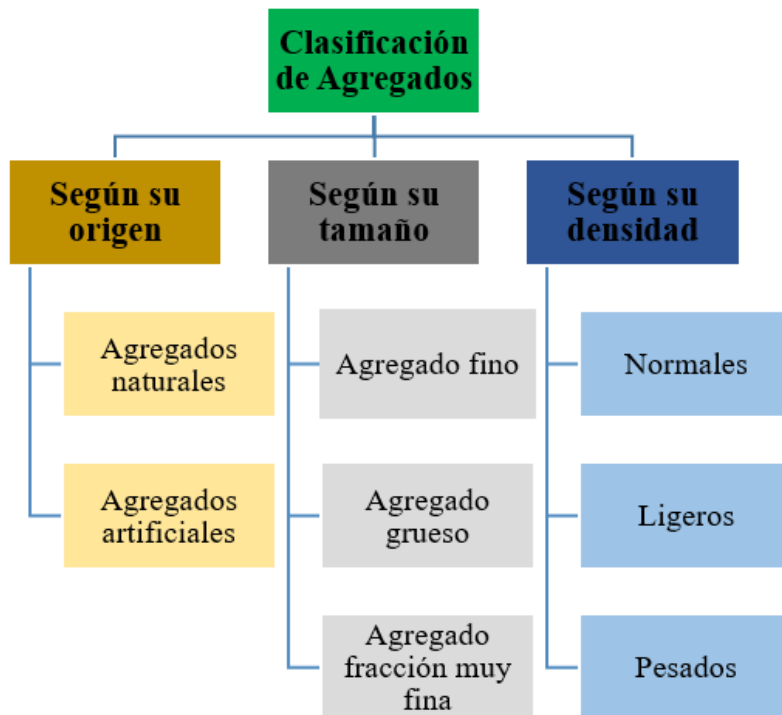 Clasificación
de Agregados
Según su
origen
Según su
tamaño
Según su
densidad
Agregados
naturales
Agregado fino
Normales
Agregados
artificiales
Agregado
grueso
Ligeros
Agregado
fracción muy
fina
Pesados